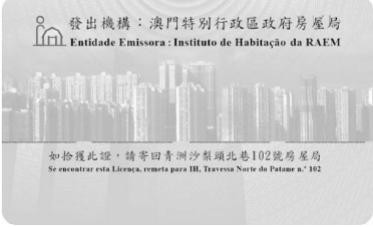 發出機構：澳門特別行政區政府房屋局
Entidade Emissora : Instituto de Habitação da RAEM
如拾獲此證，請寄回青洲沙梨頭北巷102號房屋局
Se encontrar esta Licença, remeta para IH, Travessa Norte do Patane n.º 102